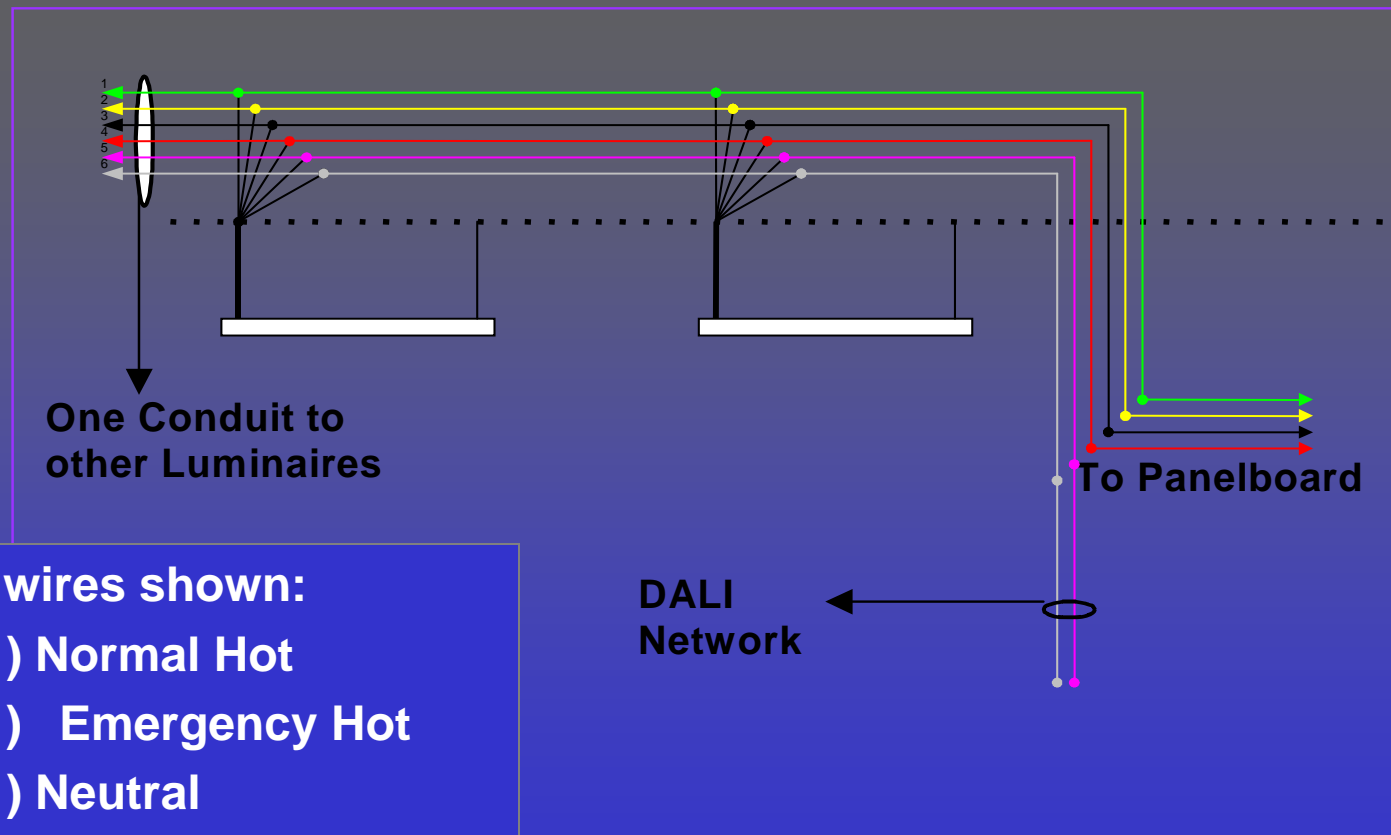 1
2
3
4
5
6
One Conduit to
other Luminaires
To Panelboard
DALI
Network
wires shown:
) Normal Hot
) Emergency Hot
) Neutral